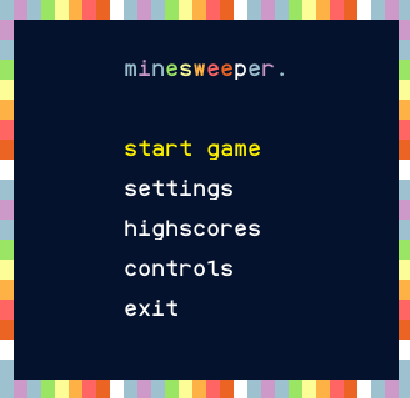 minesweeper.
start game
settings
highscores
controls
exit